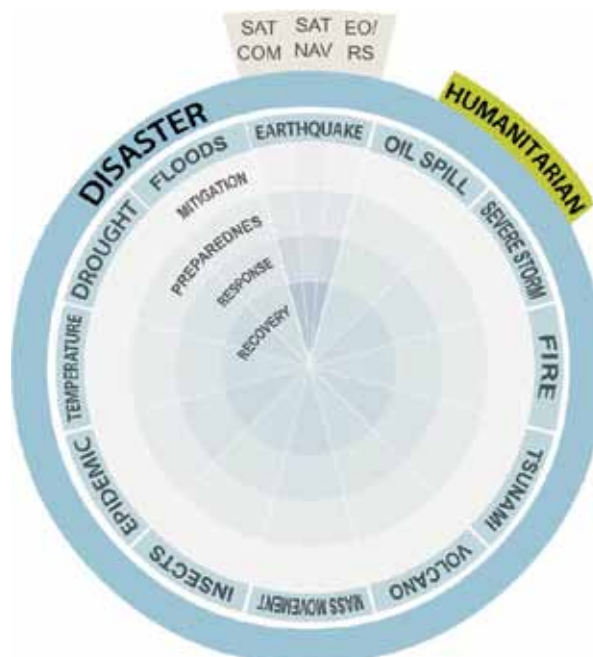 SAT SAT EO/
COM NAV RS
HUMANITARIAN
DISASTER
EARTHQUAKE
OIL SPILL
SEVERE STORM
FIRE
TSUNAMI
VOLCANO
MASS MOVEMENT
INSECTS
EPIDEMIC
TEMPERATURE
DROUGHT
FLOODS
MITIGATION
PREPAREDNES
RESPONSE
RECOVERY